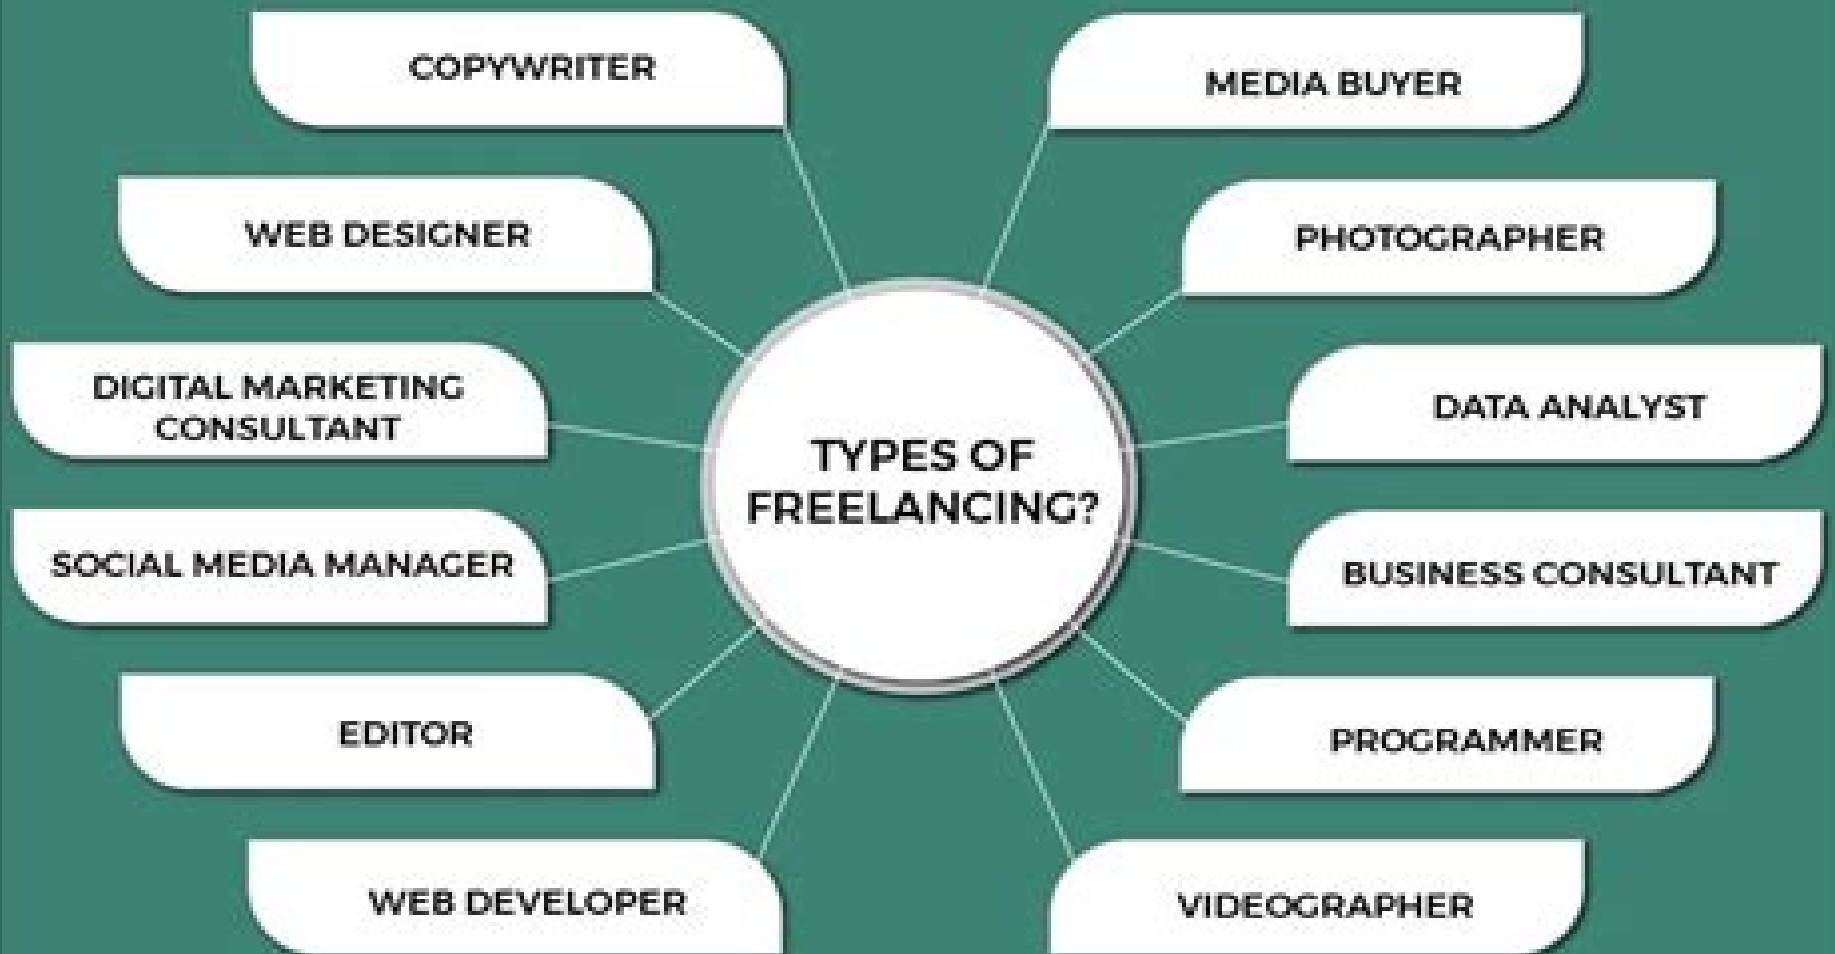 COPYWRITER
MEDIA BUYER
WEB DESIGNER
PHOTOGRAPHER
DIGITAL MARKETING
CONSULTANT
DATA ANALYST
TYPES OF
FREELANCING?
SOCIAL MEDIA MANAGER
BUSINESS CONSULTANT
EDITOR
PROGRAMMER
WEB DEVELOPER
VIDEOGRAPHER